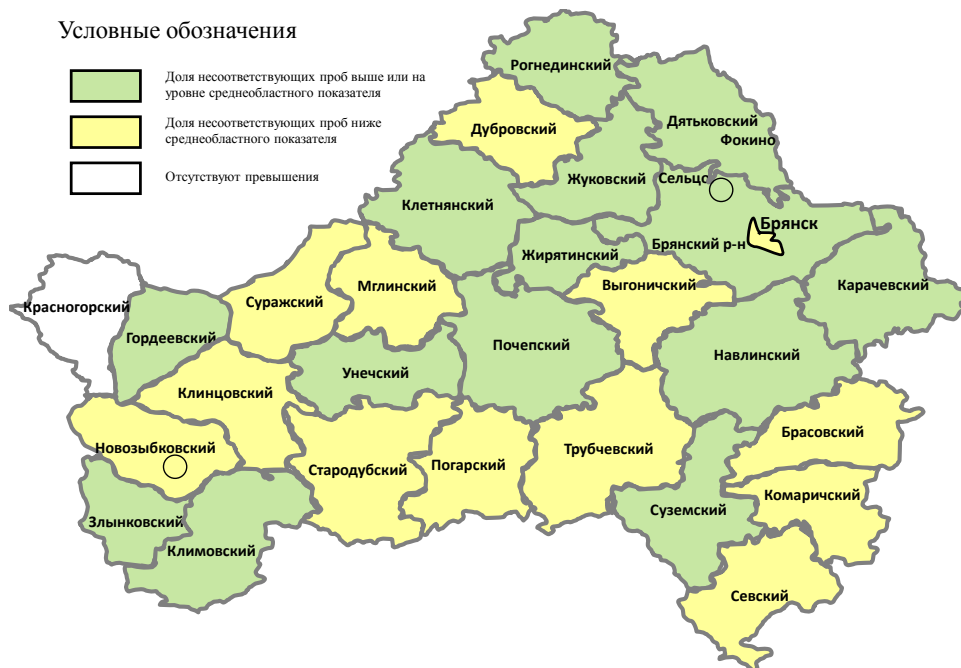 Условные обозначения
Доля несоответствующих проб выше или на
уровне среднеобластного показателя
Доля несоответствующих проб ниже
среднеобластного показателя
Отсутствуют превышения
Рогнединский
Дятьковский
Фокино
Дубровский
Жуковский
Сельцо
Клетнянский
Брянск
Брянский р-н
Жирятинский
Выгоничский
Карачевский
Мглинский
Суражский
Красногорский
Гордеевский
Почепский
Навлинский
Унечский
Клинцовский
Брасовский
Новозыбковский
Стародубский
Погарский
Трубчевский
Комаричский
Суземский
Злынковский
Климовский
Севский